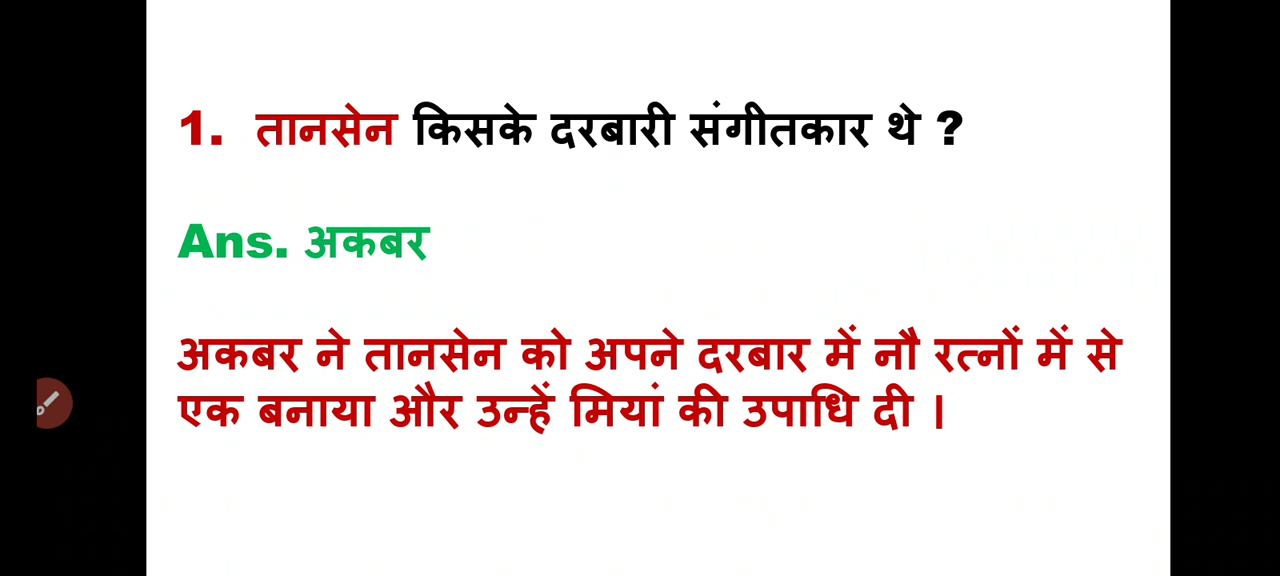 1. तानसेन किसके दरबारी संगीतकार थे ?
Ans. अकबर
अकबर ने तानसेन को अपने दरबार में नौ रत्नों में से
एक बनाया और उन्हें मियां की उपाधि दी ।